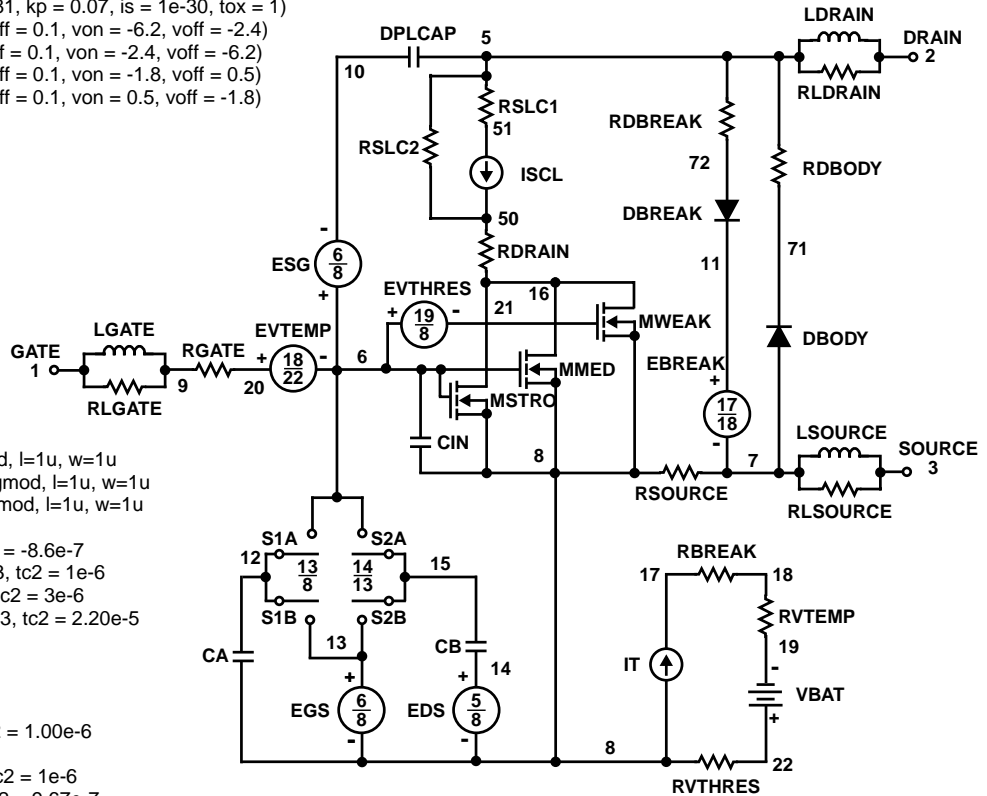 31, kp = 0.07, is = 1e-30, tox = 1)
off = 0.1, von = -6.2, voff = -2.4)
f = 0.1, von = -2.4, voff = -6.2)
ff = 0.1, von = -1.8, voff = 0.5)
ff = 0.1, von = 0.5, voff = -1.8)
LDRAIN
DRAIN
2
RLDRAIN
DPLCAP
5
10
RSLC1
51
RSLC2
ISCL
50
RDRAIN
RDBREAK
72
RDBODY
DBREAK
71
11
-
ESG
6
8
+
EVTHRES
+
19
8
-
21
16
MWEAK
LGATE
GATE
1
RLGATE
9
RGATE
20
EVTEMP
+
18
22
-
6
MMED
MSTRO
EBREAK
+
17
18
-
DBODY
CIN
8
RSOURCE
7
LSOURCE
SOURCE
3
RLSOURCE
d, l=1u, w=1u
gmod, l=1u, w=1u
mod, l=1u, w=1u
= -8.6e-7
3, tc2 = 1e-6
c2 = 3e-6
3, tc2 = 2.20e-5
= 1.00e-6
c2 = 1e-6
S1A
S2A
12
13
8
14
13
15
S1B
S2B
13
CA
CB
14
+
EGS
6
8
-
+
EDS
5
8
-
8
17
RBREAK
18
RVTEMP
19
IT
-
VBAT
+
22
RVTHRES